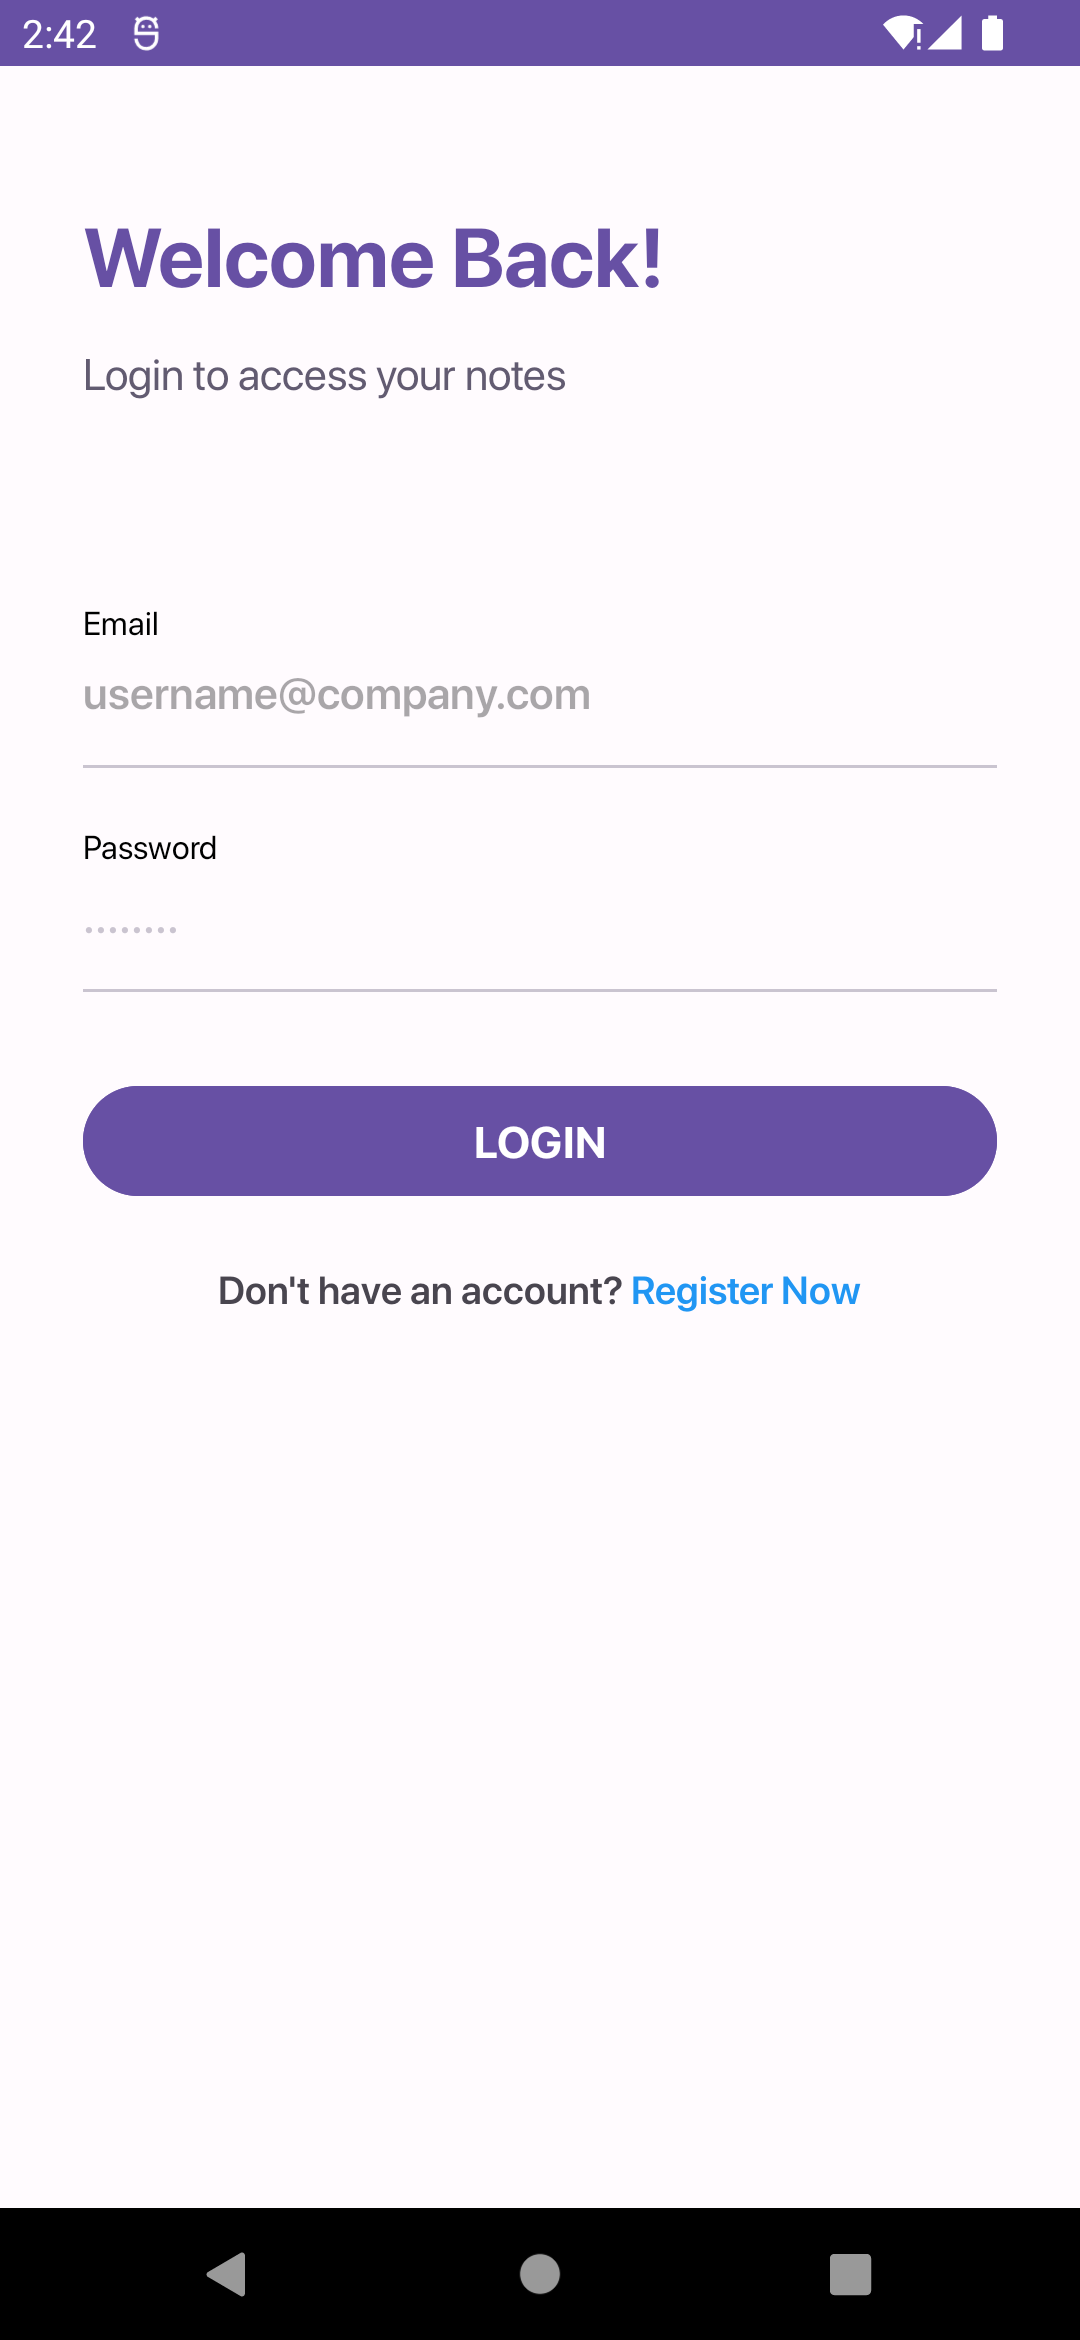 2:42
Welcome Back!
Login to access your notes
Email
username@company.com
Password
••••••••
LOGIN
Don't have an account? Register Now